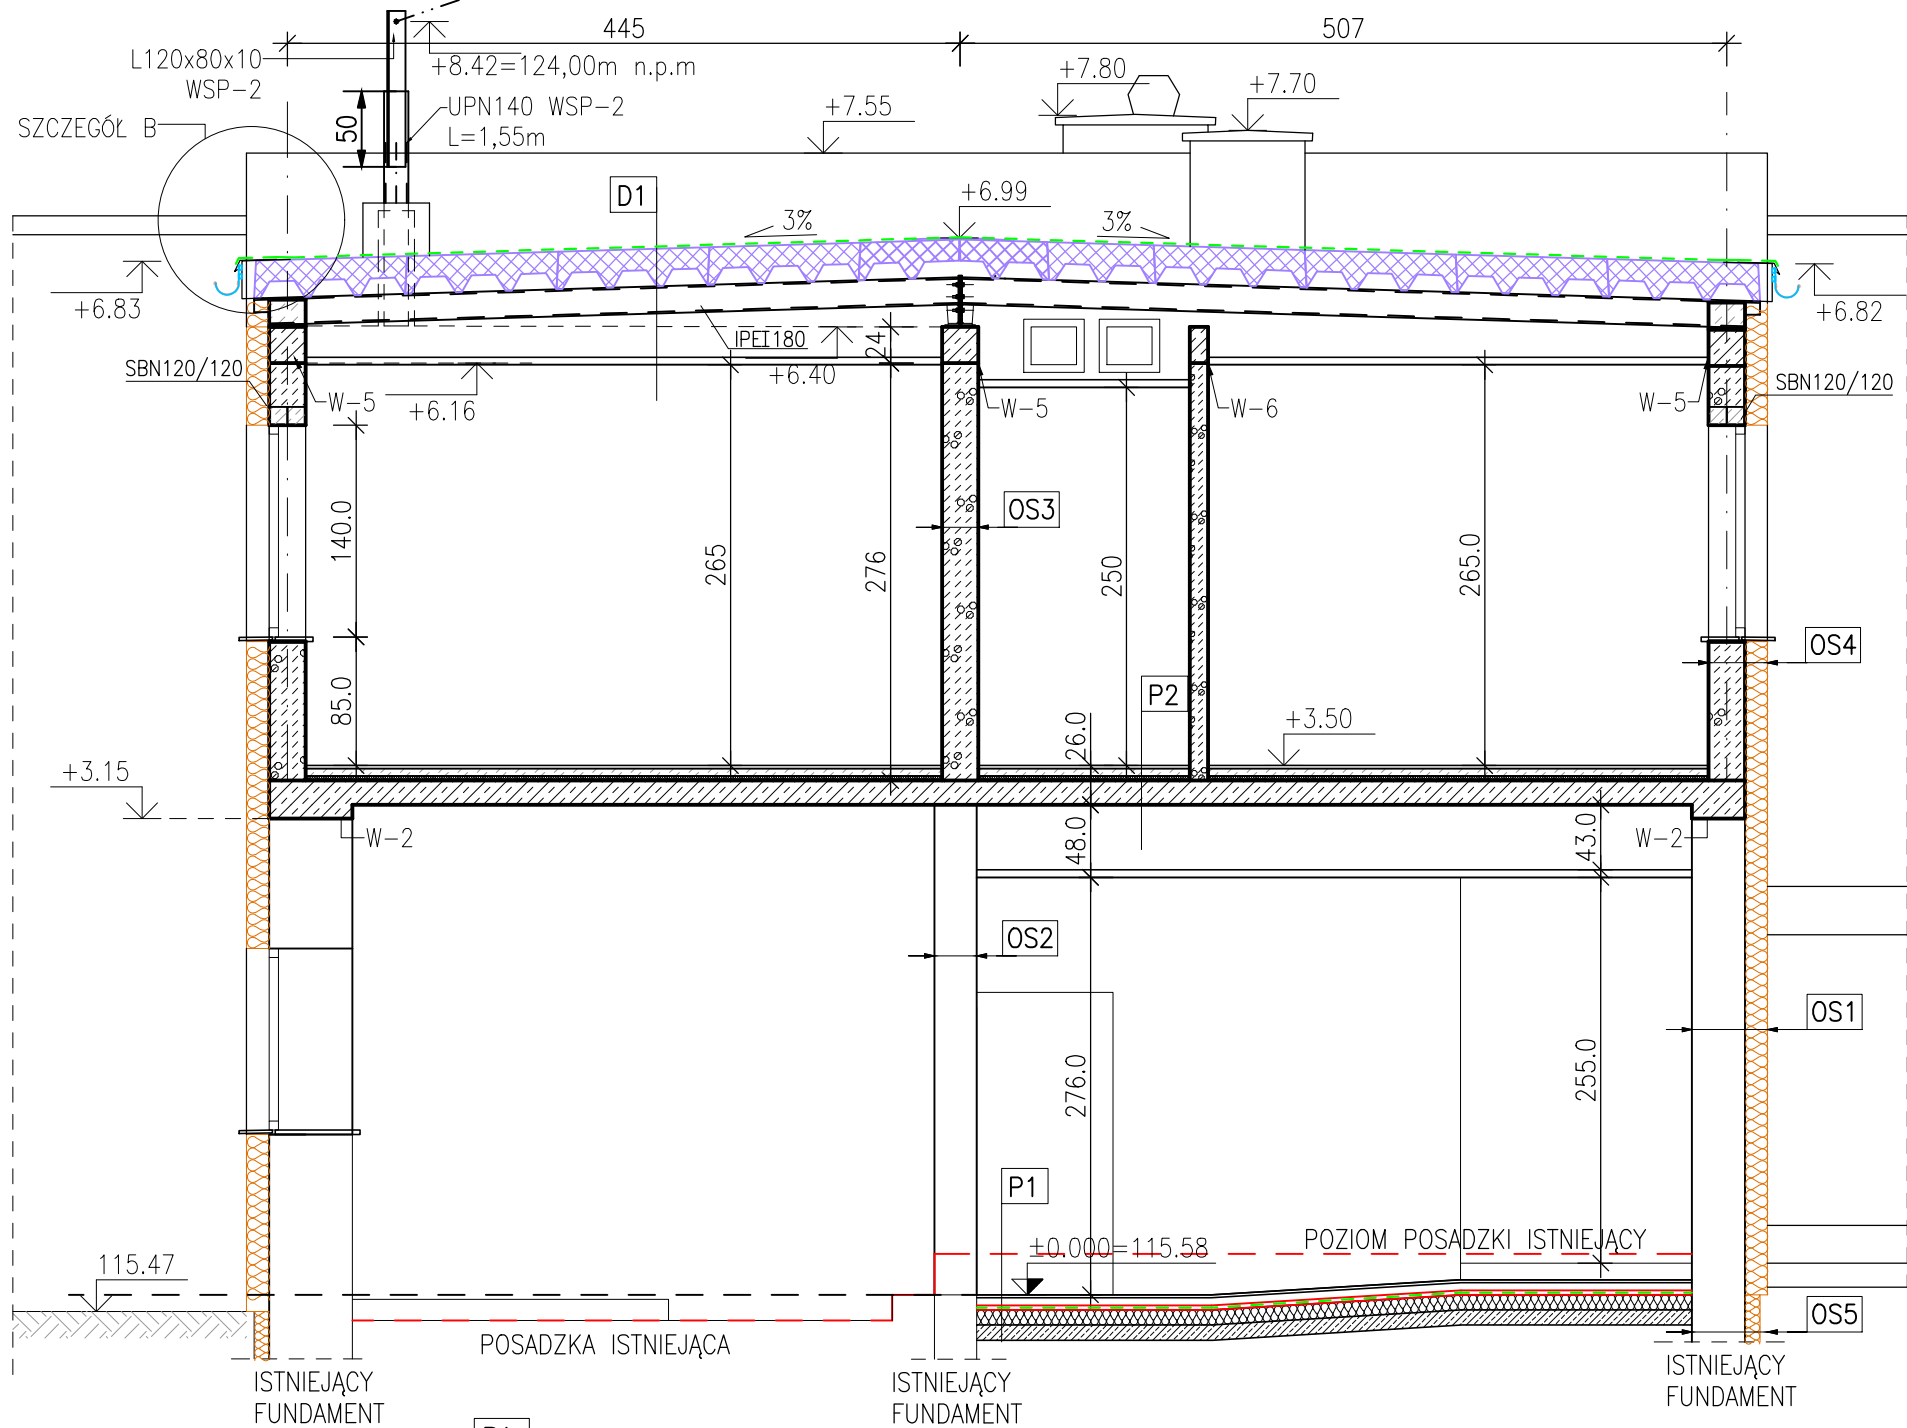 445
507
L120x80x10
WSP-2
+8.42=124,00m n.p.m
+7.80
+7.70
+7.55
UPN140 WSP-2
L=1,55m
50
SZCZEGÓŁ B
D1
+6.99
3%
3%
+6.83
+6.82
IPEI180
24
+6.40
SBN120/120
SBN120/120
W-5
+6.16
W-5
W-6
W-5
OS3
140.0
265
276
250
265.0
OS4
85.0
P2
26.0
+3.50
+3.15
W-2
48.0
43.0
W-2
OS2
OS1
276.0
255.0
P1
±0.000=115.58
POZIOM POSADZKI ISTNIEJĄCY
115.47
OS5
POSADZKA ISTNIEJĄCA
ISTNIEJĄCY
FUNDAMENT
ISTNIEJĄCY
FUNDAMENT
ISTNIEJĄCY
FUNDAMENT